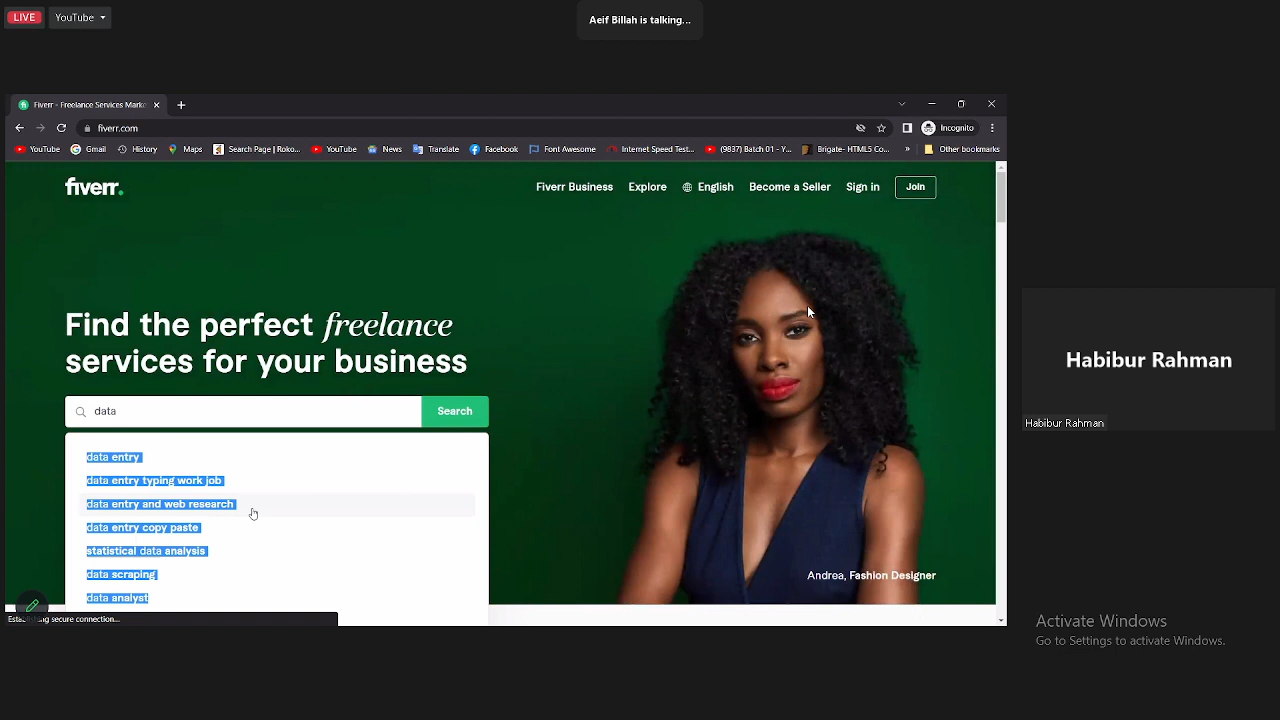 LIVE
YouTube
Aeif Billah is talking...
Fiverr - Freelance Services Marke
fiverr.com
Incognito
YouTube
Gmail
History
Maps
Search Page | Roko...
YouTube
News
Translate
Facebook
Font Awesome
Internet Speed Test...
(9837) Batch 01 - Y...
Brigate- HTML5 Co...
»
Other bookmarks
fiverr.
Fiverr Business
Explore
English
Become a Seller
Sign in
Join
Find the perfect freelance
services for your business
data
Search
data entry
data entry typing work job
data entry and web research
data entry copy paste
statistical data analysis
data scraping
data analyst
Andrea, Fashion Designer
Establishing secure connection...
Habibur Rahman
Habibur Rahman
Activate Windows
Go to Settings to activate Windows.